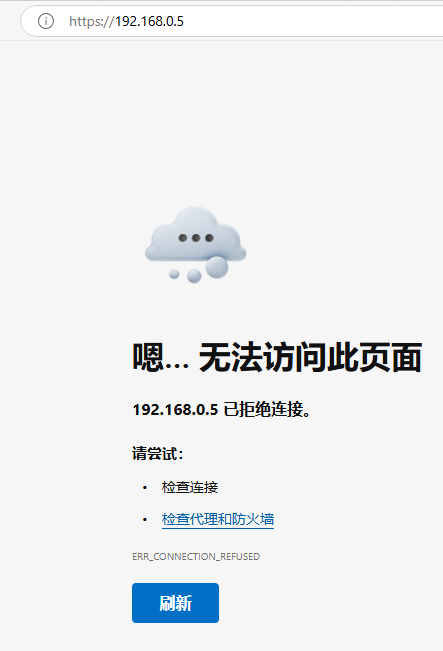 https://192.168.0.5
嗯... 无法访问此页面
192.168.0.5 已拒绝连接。
请尝试：
• 检查连接
• 检查代理和防火墙
ERR_CONNECTION_REFUSED
刷新